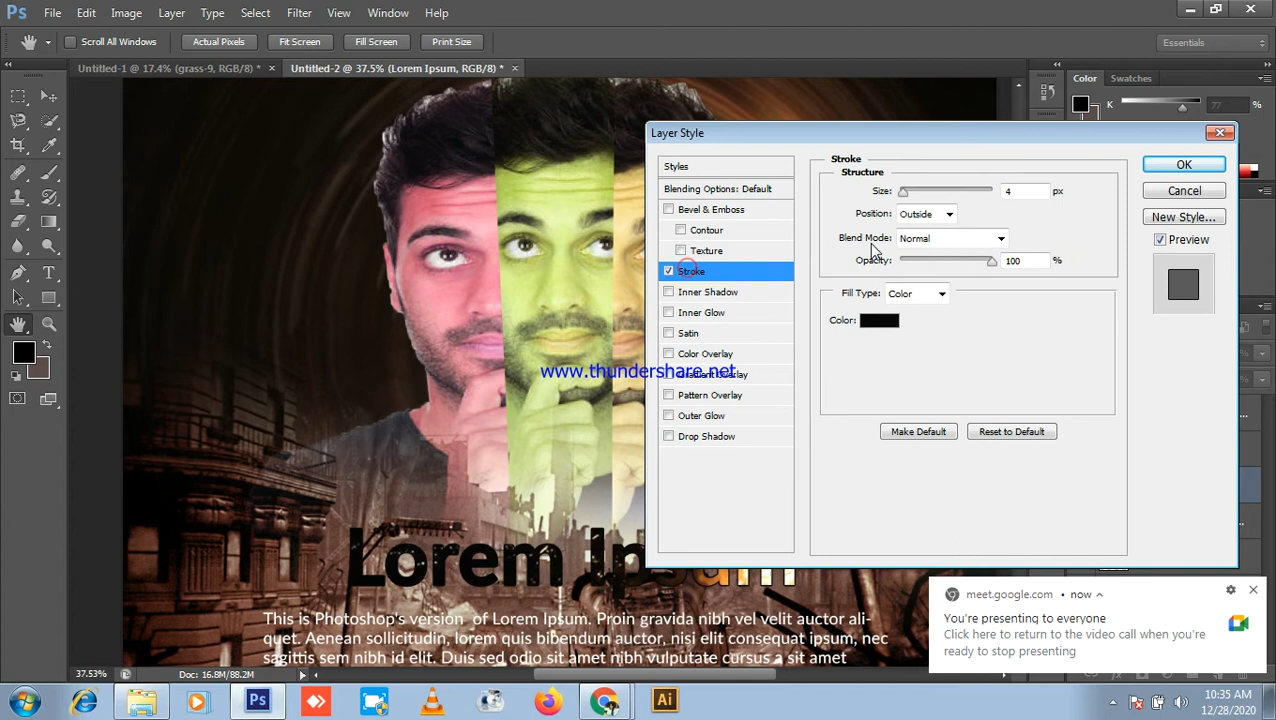 Ps File Edit Image Layer Type Select Filter View Window Help
Scroll All Windows Actual Pixels Fit Screen Fill Screen Print Size Essentials
Untitled-1 @ 17.4% (grass-9, RGB/8) * × Untitled-2 @ 37.5% (Lorem Ipsum, RGB/8) * ×
Color Swatches
K 77 %
Layer Style
Styles
Blending Options: Default
Bevel & Emboss
Contour
Texture
Stroke
Inner Shadow
Inner Glow
Satin
Color Overlay
Gradient Overlay
Pattern Overlay
Outer Glow
Drop Shadow
Stroke
Structure
Size: 4 px
Position: Outside
Blend Mode: Normal
Opacity: 100 %
Fill Type: Color
Color:
Make Default Reset to Default
OK
Cancel
New Style...
Preview
www.thundershare.net
Lorem Ipsum
This is Photoshop's version of Lorem Ipsum. Proin gravida nibh vel velit auctor ali-
quet. Aenean sollicitudin, lorem quis bibendum auctor, nisi elit consequat ipsum, nec
sagittis sem nibh id elit. Duis sed odio sit amet nibh vulputate cursus a sit amet
meet.google.com • now
You're presenting to everyone
Click here to return to the video call when you're
ready to stop presenting
37.53% Doc: 16.8M/88.2M
Ps Ai
10:35 AM
12/28/2020